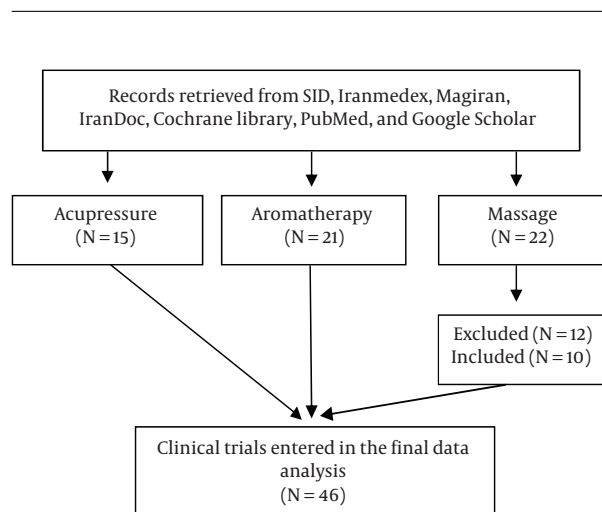 Records retrieved from SID, Iranmedex, Magiran,
IranDoc, Cochrane library, PubMed, and Google Scholar
Acupressure
(N = 15)
Aromatherapy
(N = 21)
Massage
(N = 22)
Excluded (N = 12)
Included (N = 10)
Clinical trials entered in the final data
analysis
(N = 46)